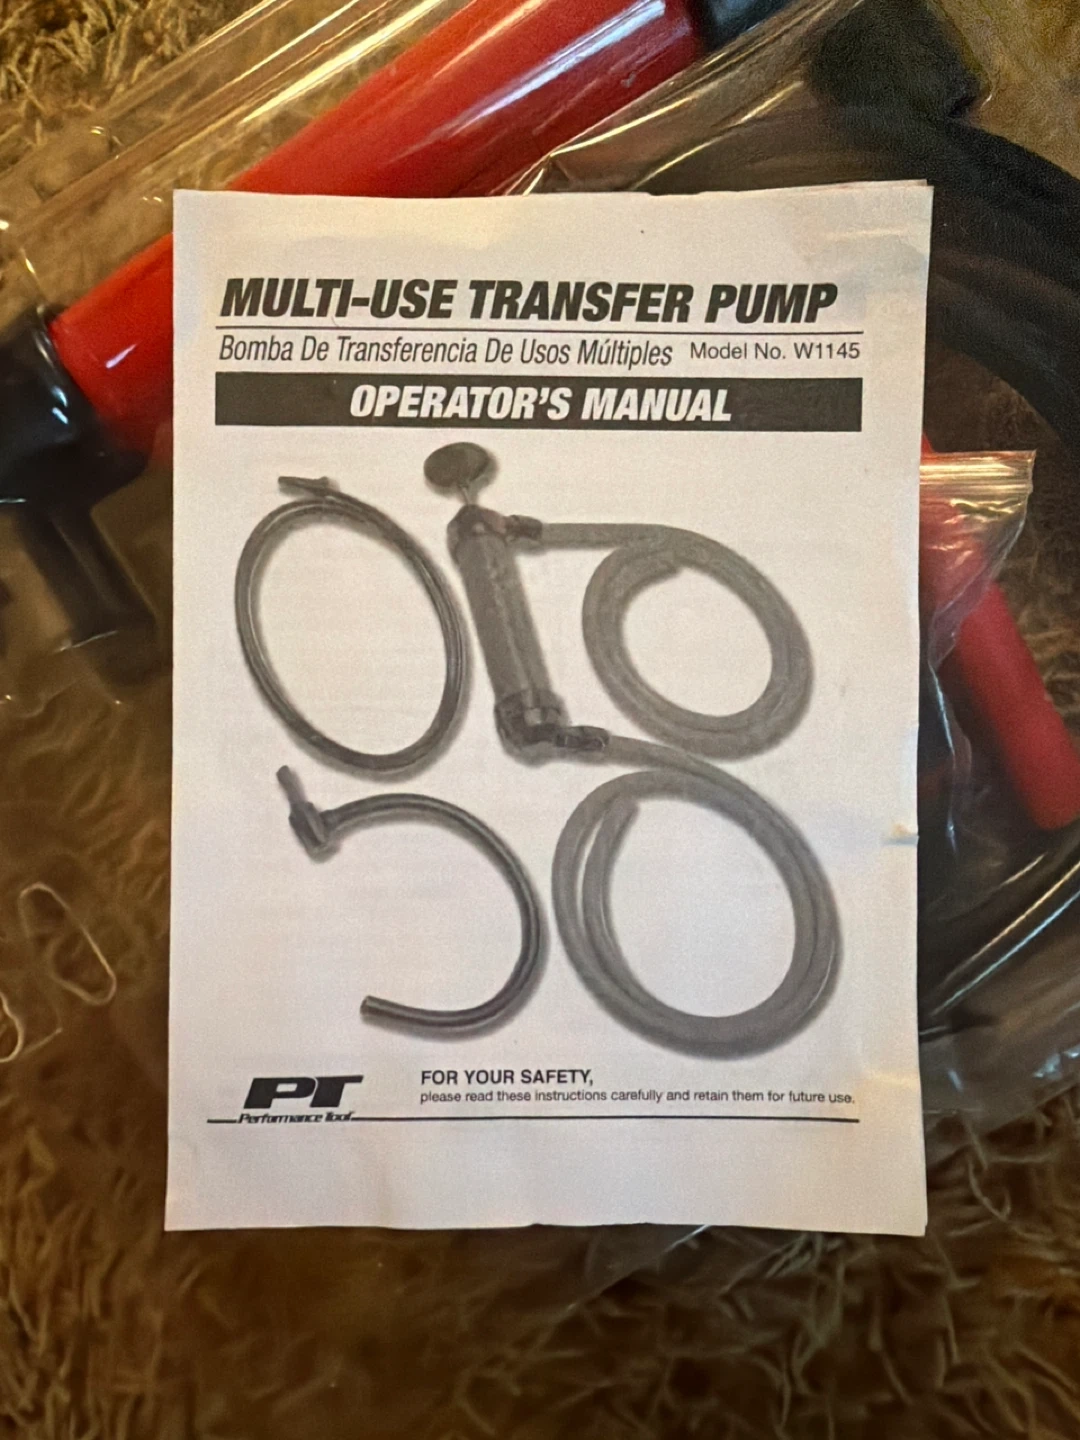 MULTI-USE TRANSFER PUMP
Bomba De Transferencia De Usos Múltiples Model No. W1145
OPERATOR'S MANUAL
PT
Performance Tool
FOR YOUR SAFETY,
please read these instructions carefully and retain them for future use.